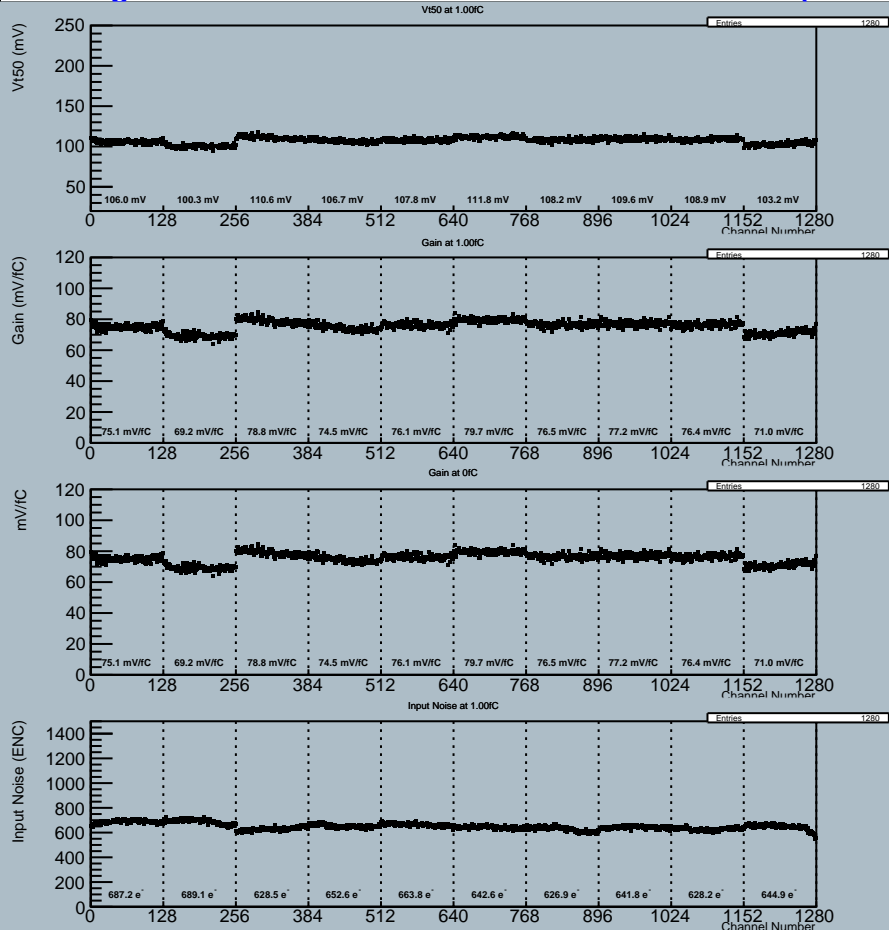 Vt50 at 1.00fC
Entries 1280
Vt50 (mV)
250
200
150
100
50
106.0 mV 100.3 mV 110.6 mV 106.7 mV 107.8 mV 111.8 mV 108.2 mV 109.6 mV 108.9 mV 103.2 mV
0 128 256 384 512 640 768 896 1024 1152 1280
Channel Number
Gain at 1.00fC
Entries 1280
Gain (mV/fC)
120
100
80
60
40
20
0
75.1 mV/fC 69.2 mV/fC 78.8 mV/fC 74.5 mV/fC 76.1 mV/fC 79.7 mV/fC 76.5 mV/fC 77.2 mV/fC 76.4 mV/fC 71.0 mV/fC
0 128 256 384 512 640 768 896 1024 1152 1280
Channel Number
Gain at 0fC
Entries 1280
mV/fC
120
100
80
60
40
20
0
75.1 mV/fC 69.2 mV/fC 78.8 mV/fC 74.5 mV/fC 76.1 mV/fC 79.7 mV/fC 76.5 mV/fC 77.2 mV/fC 76.4 mV/fC 71.0 mV/fC
0 128 256 384 512 640 768 896 1024 1152 1280
Channel Number
Input Noise at 1.00fC
Entries 1280
Input Noise (ENC)
1400
1200
1000
800
600
400
200
0
687.2 e⁻ 689.1 e⁻ 628.5 e⁻ 652.6 e⁻ 663.8 e⁻ 642.6 e⁻ 626.9 e⁻ 641.8 e⁻ 628.2 e⁻ 644.9 e⁻
0 128 256 384 512 640 768 896 1024 1152 1280
Channel Number